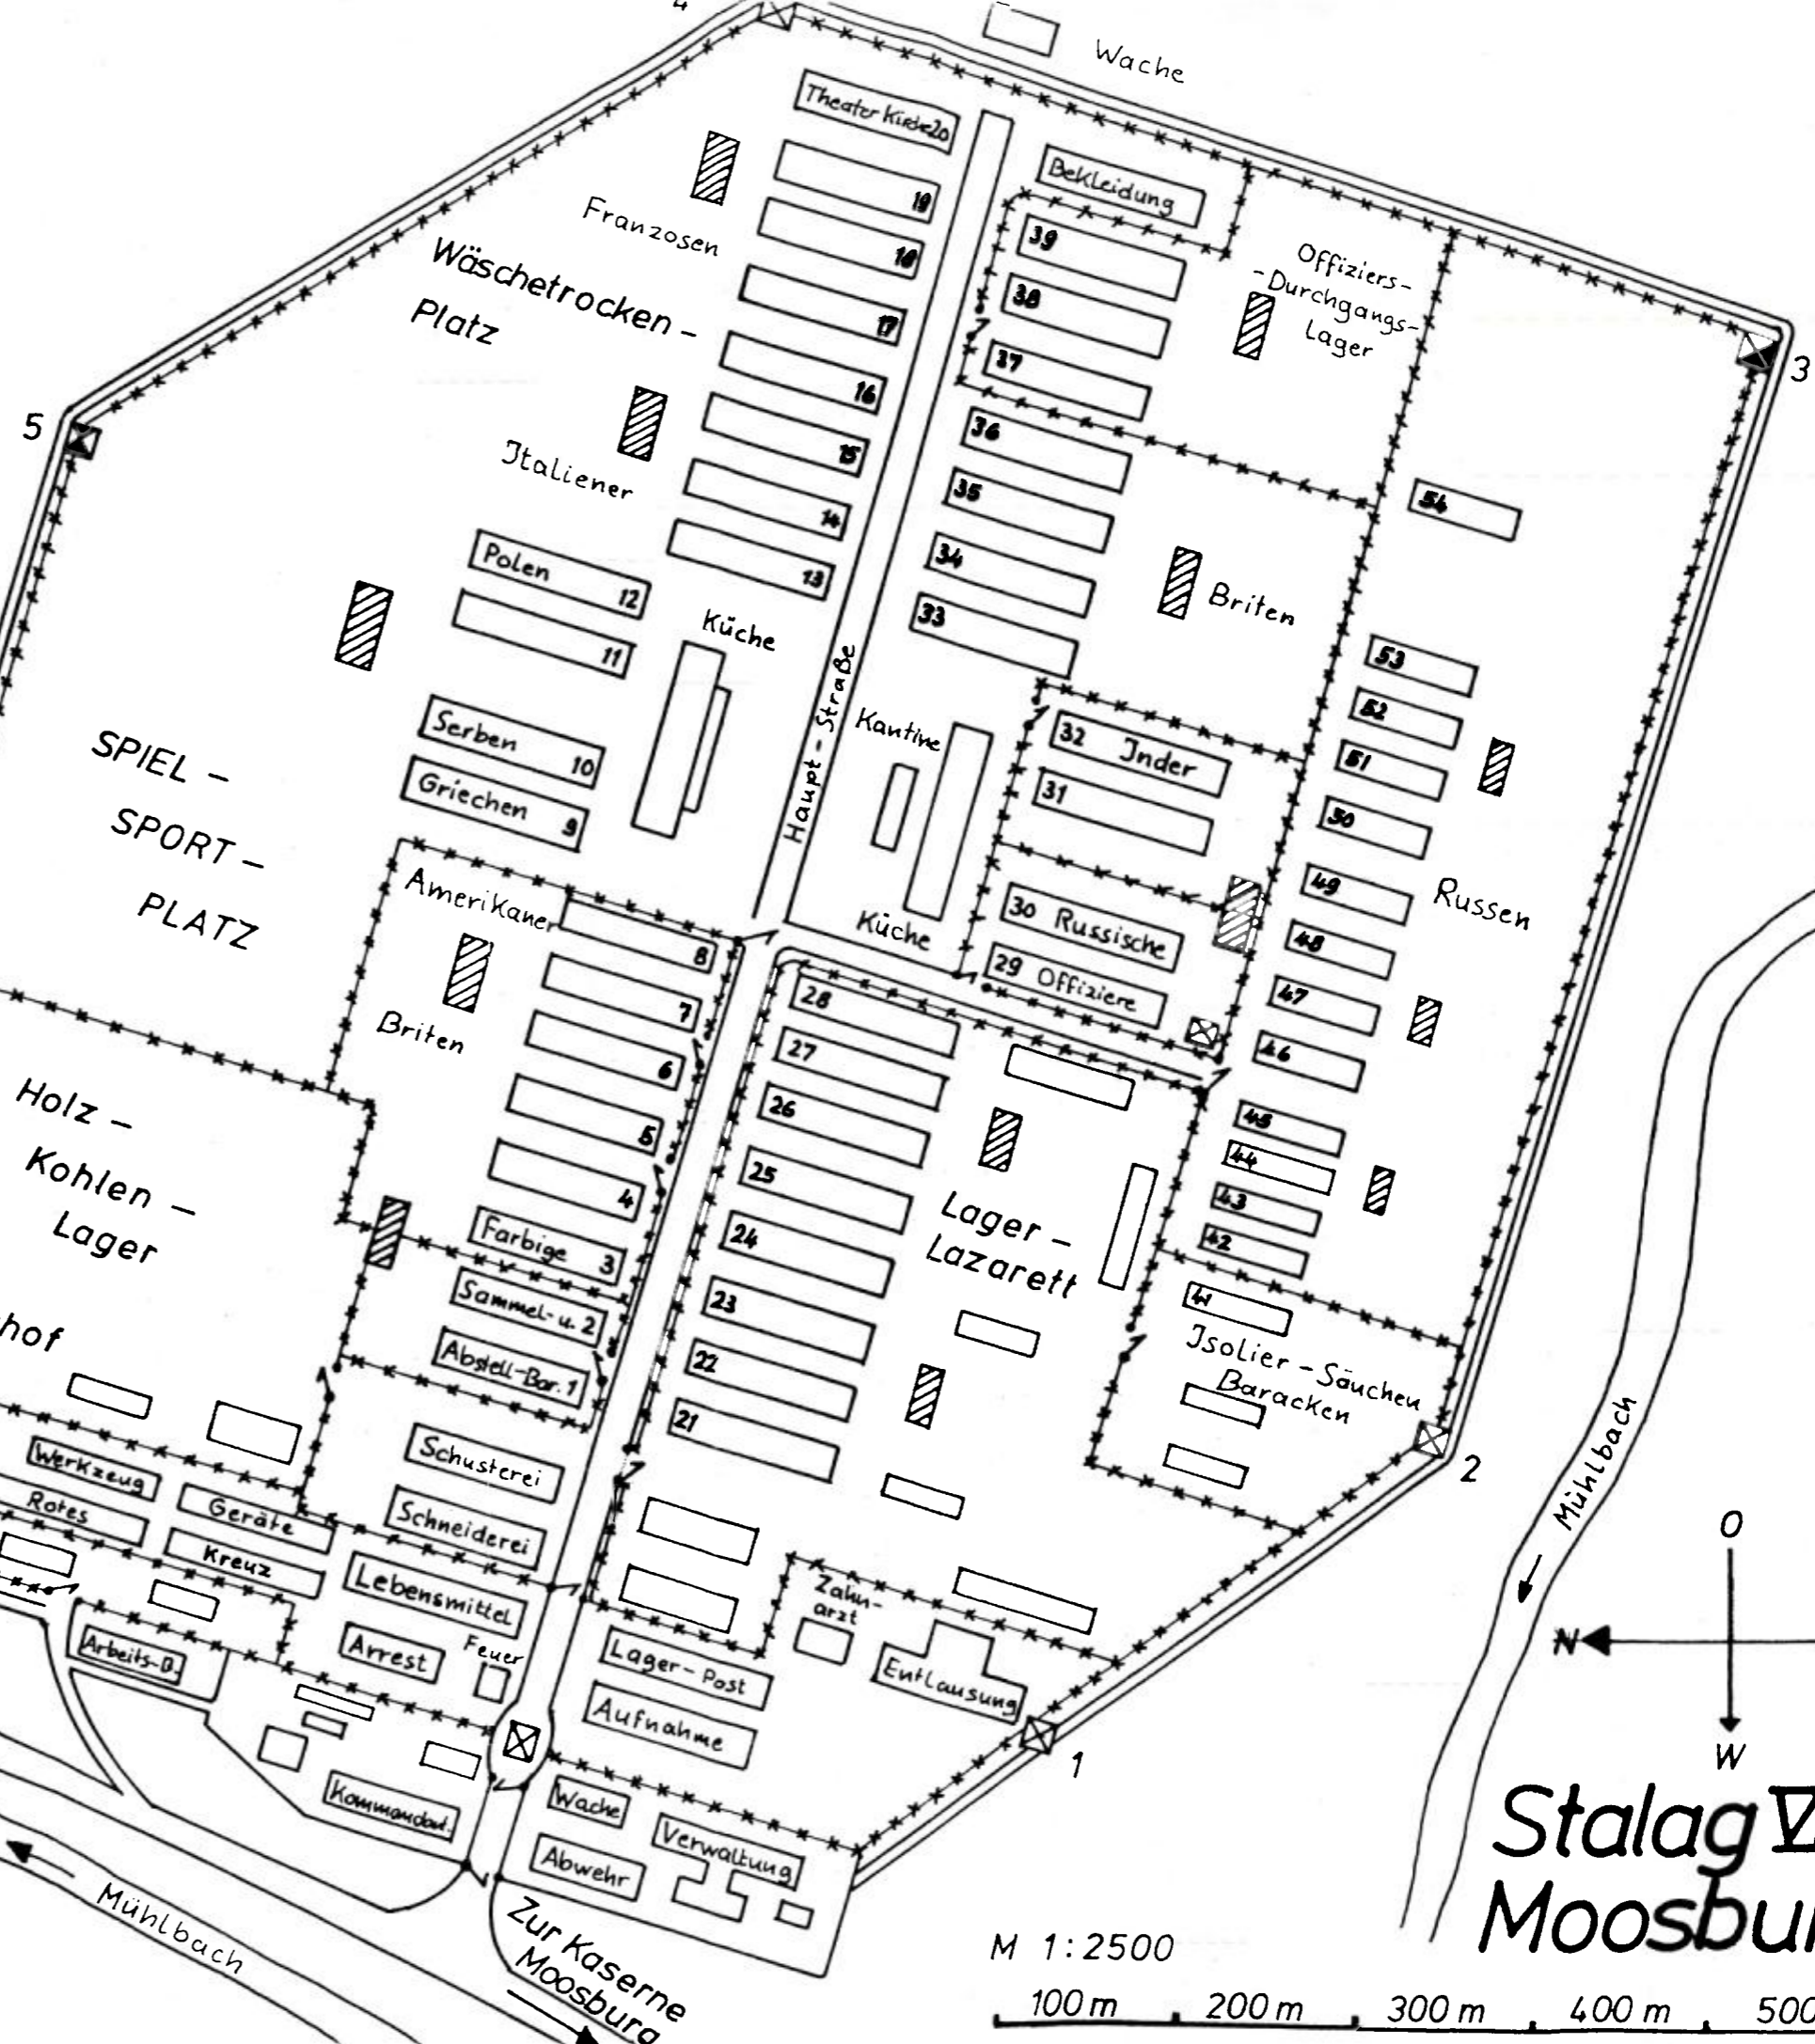 4
Wache
Theater Kirche 20
19
18
17
16
15
14
13
Franzosen
Wäschetrocken-
Platz
Jtaliener
5
Bekleidung
39
38
37
Offiziers-
-Durchgangs-
Lager
3
36
35
34
33
Briten
54
53
52
51
50
49
48
47
46
45
44
43
42
Russen
Polen 12
11
Serben 10
Griechen 9
Küche
Haupt-Straße
Kantine
Küche
32 Jnder
31
30 Russische
29 Offiziere
SPIEL-
SPORT-
PLATZ
Amerikaner
Briten
8
7
6
5
4
Farbige 3
Sammel-u. 2
Abstell-Bar. 1
28
27
26
25
24
23
22
21
Lager-
Lazarett
41
Jsolier-Säuchen
Baracken
2
Holz-
Kohlen-
Lager
hof
Werkzeug
Rotes
Geräte
Kreuz
Arbeits-B.
Schusterei
Schneiderei
Lebensmittel
Arrest
Feuer
Kommandant.
Zahn-
arzt
Lager-Post
Aufnahme
Entlausung
1
Wache
Verwaltung
Abwehr
Mühlbach
Mühlbach
Zur Kaserne
Moosburg
O
N
W
Stalag V
Moosbur
M 1:2500
100 m 200 m 300 m 400 m 500